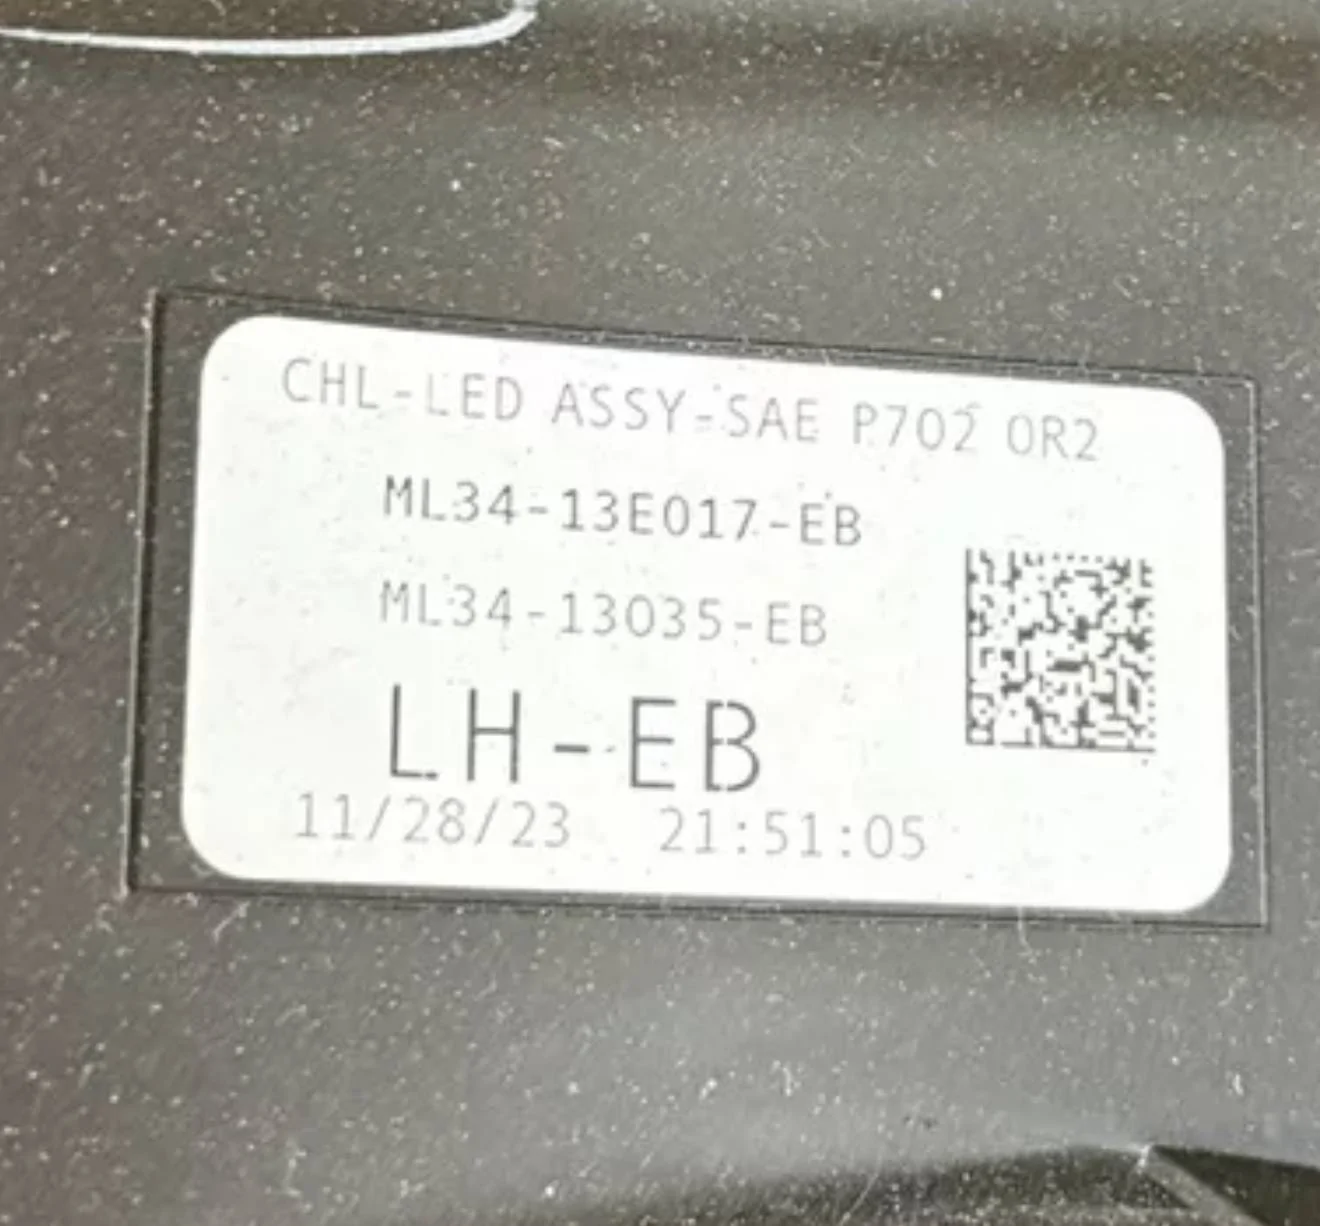 CHL-LED ASSY-SAE P702 0R2
ML34-13E017-EB
ML34-13035-EB
LH-EB
11/28/23 21:51:05